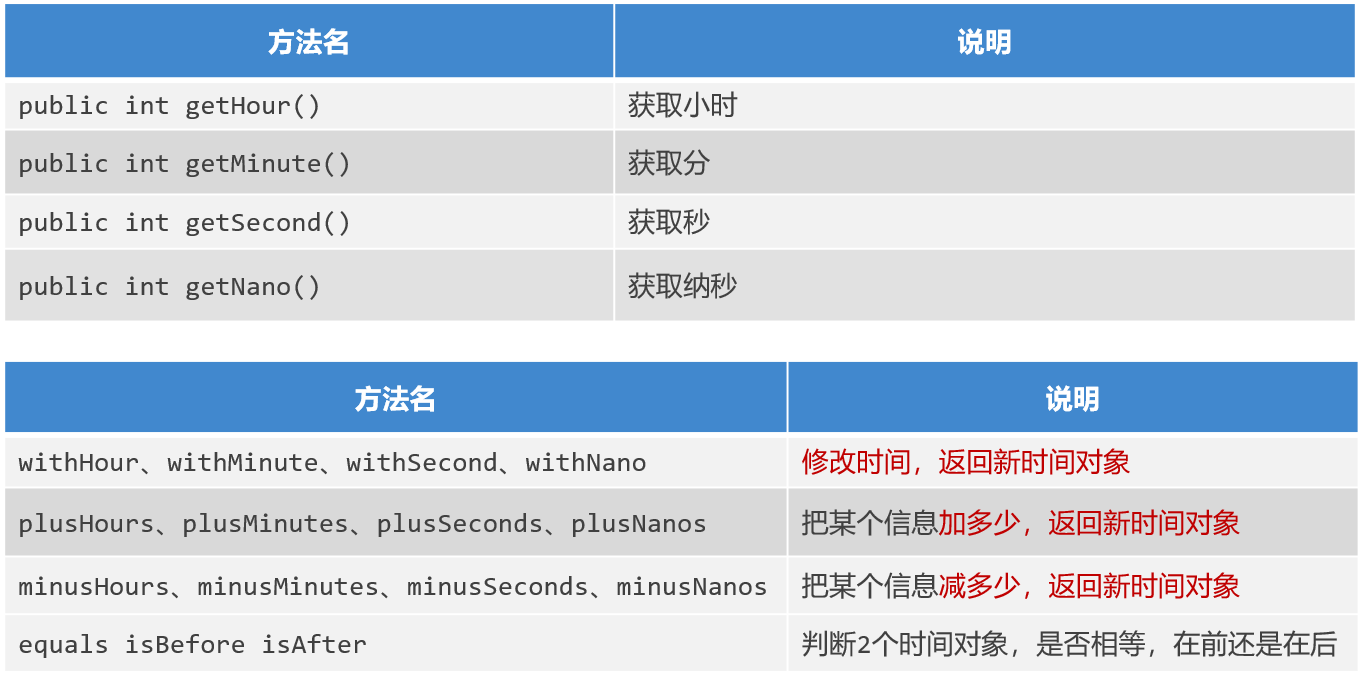 方法名 说明
public int getHour() 获取小时
public int getMinute() 获取分
public int getSecond() 获取秒
public int getNano() 获取纳秒
方法名 说明
withHour、withMinute、withSecond、withNano 修改时间，返回新时间对象
plusHours、plusMinutes、plusSeconds、plusNanos 把某个信息加多少，返回新时间对象
minusHours、minusMinutes、minusSeconds、minusNanos 把某个信息减多少，返回新时间对象
equals isBefore isAfter 判断2个时间对象，是否相等，在前还是在后